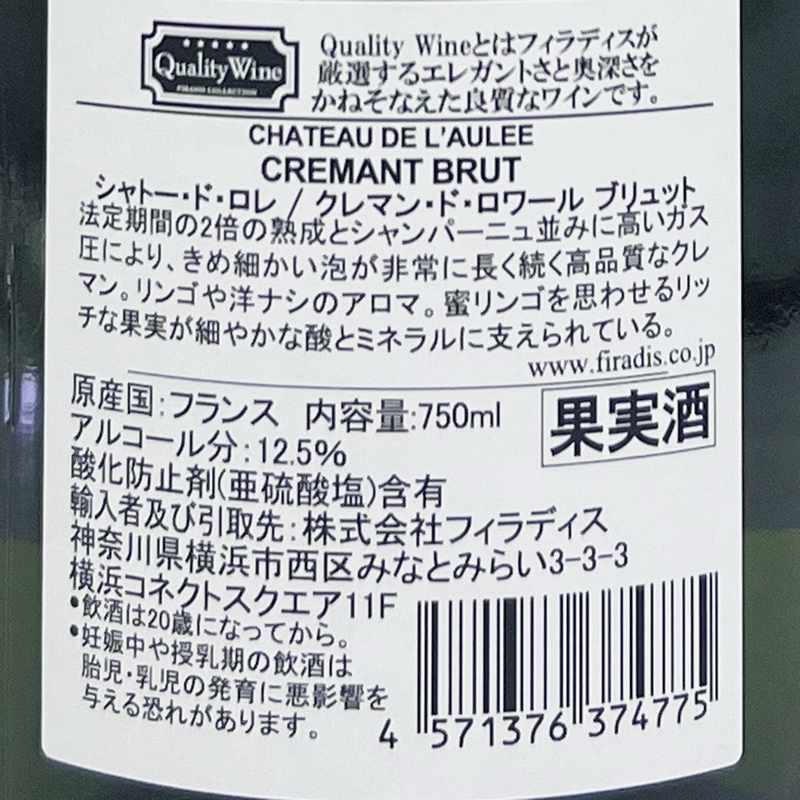 Quality Wine
Quality Wineとはフィラディスが
厳選するエレガントさと奥深さを
かねそなえた良質なワインです。
CHATEAU DE L'AULEE
CREMANT BRUT
シャトー・ド・ロレ / クレマン・ド・ロワール ブリュット
法定期間の2倍の熟成とシャンパーニュ並みに高いガス
圧により、きめ細かい泡が非常に長く続く高品質なクレ
マン。リンゴや洋ナシのアロマ。蜜リンゴを思わせるリッ
チな果実が細やかな酸とミネラルに支えられている。
www.firadis.co.jp
原産国:フランス 内容量:750ml
果実酒
アルコール分:12.5%
酸化防止剤(亜硫酸塩)含有
輸入者及び引取先:株式会社フィラディス
神奈川県横浜市西区みなとみらい3-3-3
横浜コネクトスクエア11F
•飲酒は20歳になってから。
•妊娠中や授乳期の飲酒は
胎児・乳児の発育に悪影響を
与える恐れがあります。
4 571376 374775